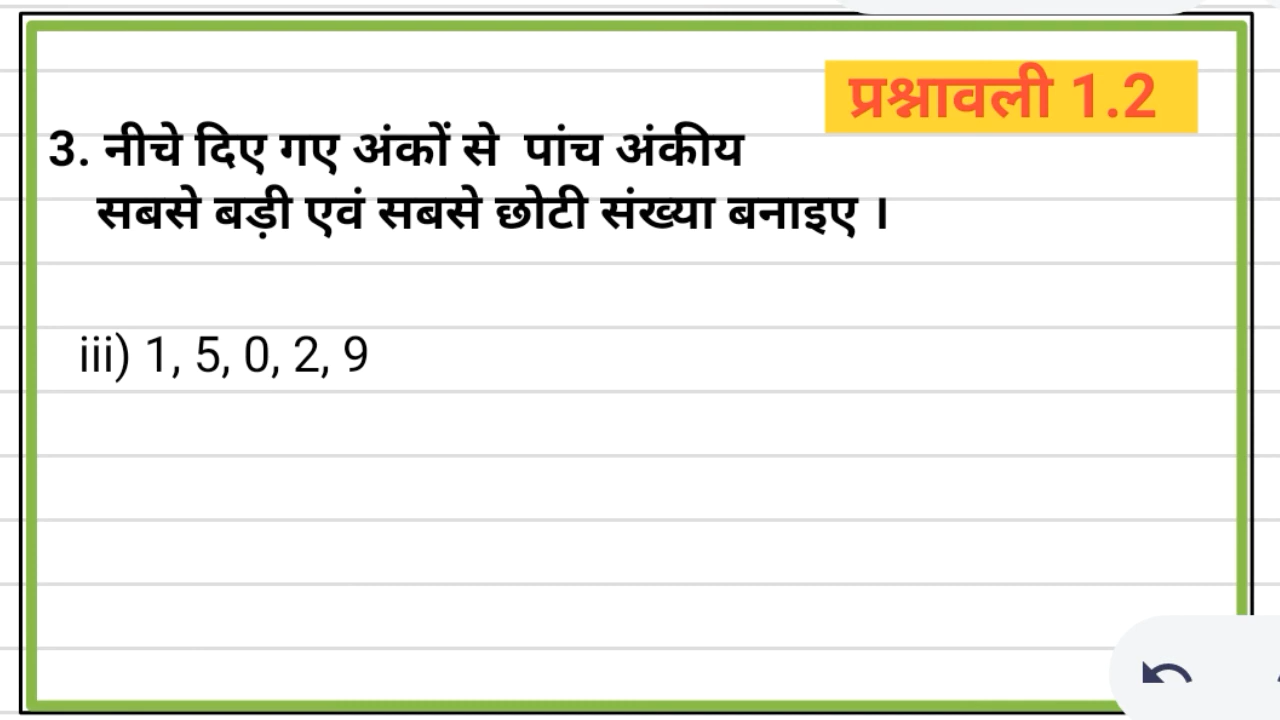 प्रश्नावली 1.2
3. नीचे दिए गए अंकों से पांच अंकीय
सबसे बड़ी एवं सबसे छोटी संख्या बनाइए ।
iii) 1, 5, 0, 2, 9